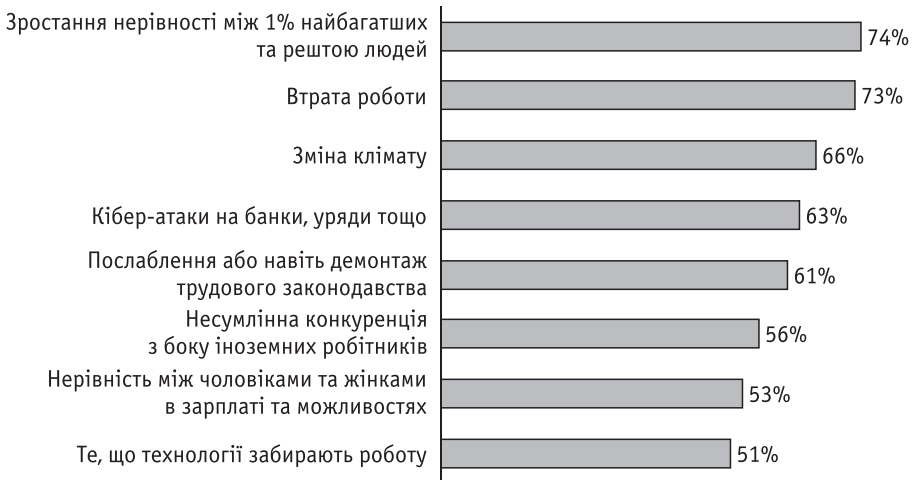 Зростання нерівності між 1% найбагатших
та рештою людей
74%
Втрата роботи
73%
Зміна клімату
66%
Кібер-атаки на банки, уряди тощо
63%
Послаблення або навіть демонтаж
трудового законодавства
61%
Несумлінна конкуренція
з боку іноземних робітників
56%
Нерівність між чоловіками та жінками
в зарплаті та можливостях
53%
Те, що технології забирають роботу
51%